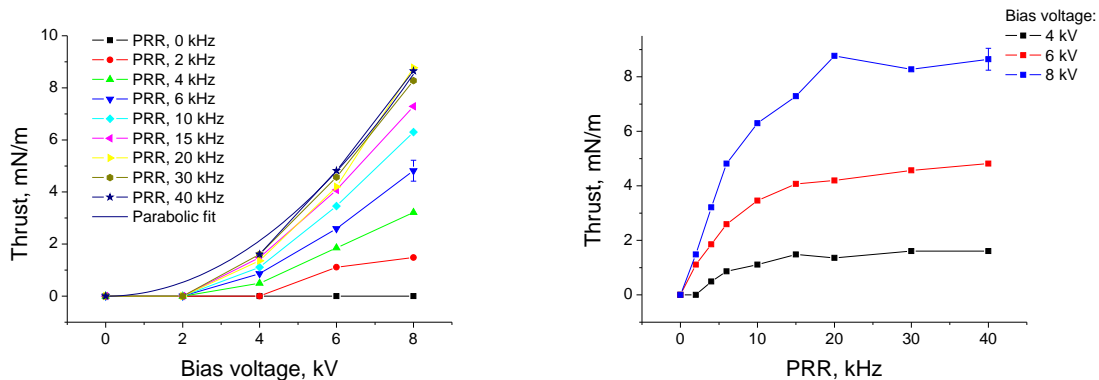 10
8
6
4
2
0
Thrust, mN/m
PRR, 0 kHz
PRR, 2 kHz
PRR, 4 kHz
PRR, 6 kHz
PRR, 10 kHz
PRR, 15 kHz
PRR, 20 kHz
PRR, 30 kHz
PRR, 40 kHz
Parabolic fit
0 2 4 6 8
Bias voltage, kV
8
6
4
2
0
Thrust, mN/m
0 10 20 30 40
PRR, kHz
Bias voltage:
4 kV
6 kV
8 kV